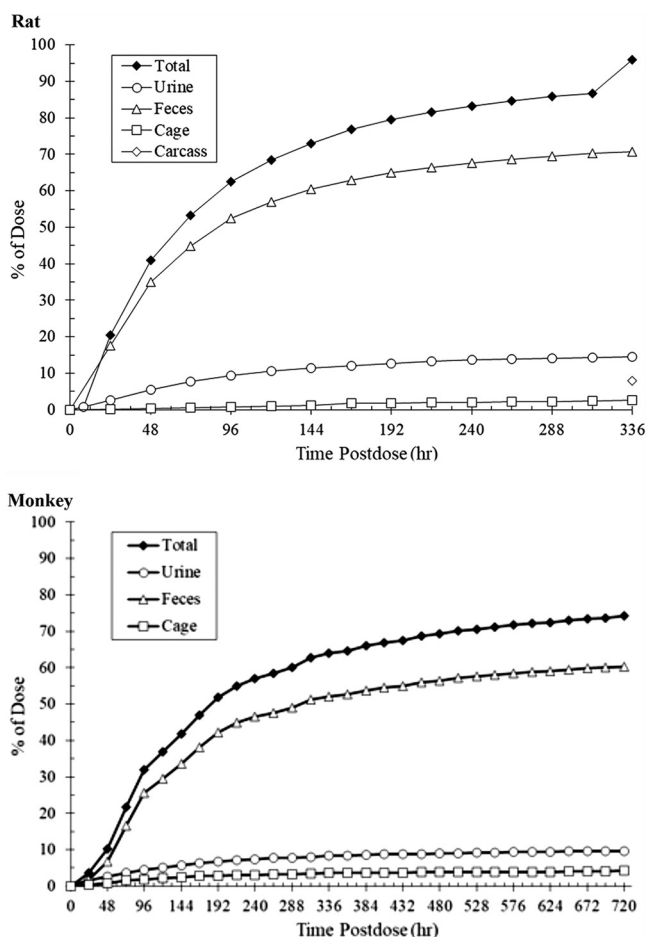 Rat
100
90
80
70
60
50
40
30
20
10
0
% of Dose
Total
Urine
Feces
Cage
Carcass
0 48 96 144 192 240 288 336
Time Postdose (hr)
Monkey
100
90
80
70
60
50
40
30
20
10
0
% of Dose
Total
Urine
Feces
Cage
0 48 96 144 192 240 288 336 384 432 480 528 576 624 672 720
Time Postdose (hr)